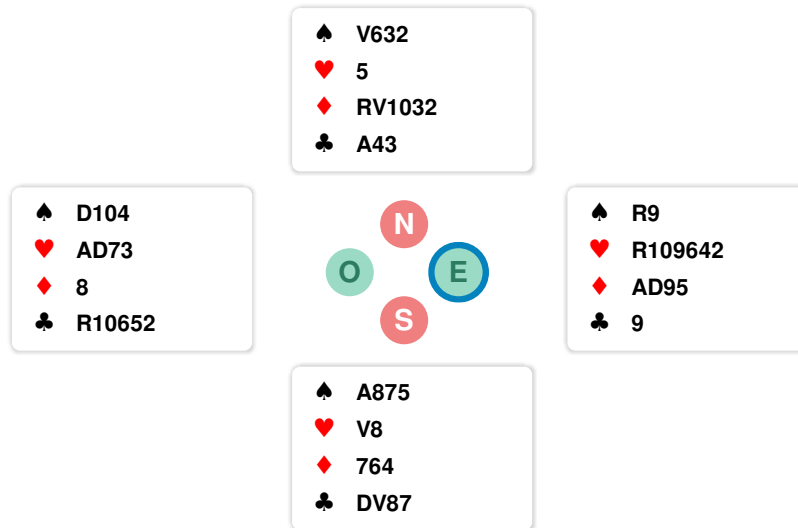 ♠ V632
♥ 5
♦ RV1032
♣ A43
♠ D104
♥ AD73
♦ 8
♣ R10652
N
O E
S
♠ R9
♥ R109642
♦ AD95
♣ 9
♠ A875
♥ V8
♦ 764
♣ DV87